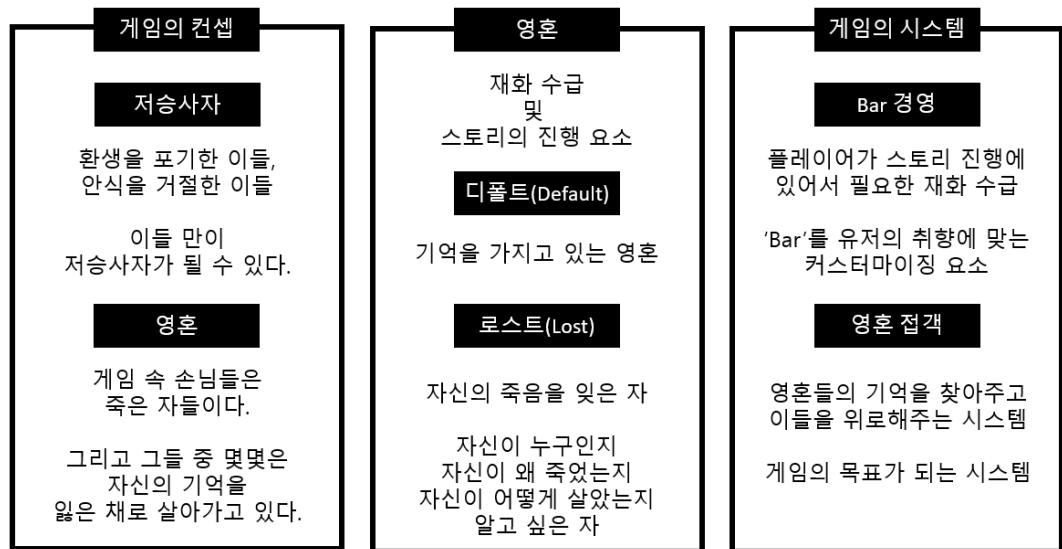 게임의 컨셉
저승사자
환생을 포기한 이들,
안식을 거절한 이들
이들 만이
저승사자가 될 수 있다.
영혼
게임 속 손님들은
죽은 자들이다.
그리고 그들 중 몇몇은
자신의 기억을
잃은 채로 살아가고 있다.
영혼
재화 수급
및
스토리의 진행 요소
디폴트(Default)
기억을 가지고 있는 영혼
로스트(Lost)
자신의 죽음을 잊은 자
자신이 누구인지
자신이 왜 죽었는지
자신이 어떻게 살았는지
알고 싶은 자
게임의 시스템
Bar 경영
플레이어가 스토리 진행에
있어서 필요한 재화 수급
‘Bar’를 유저의 취향에 맞는
커스터마이징 요소
영혼 접객
영혼들의 기억을 찾아주고
이들을 위로해주는 시스템
게임의 목표가 되는 시스템